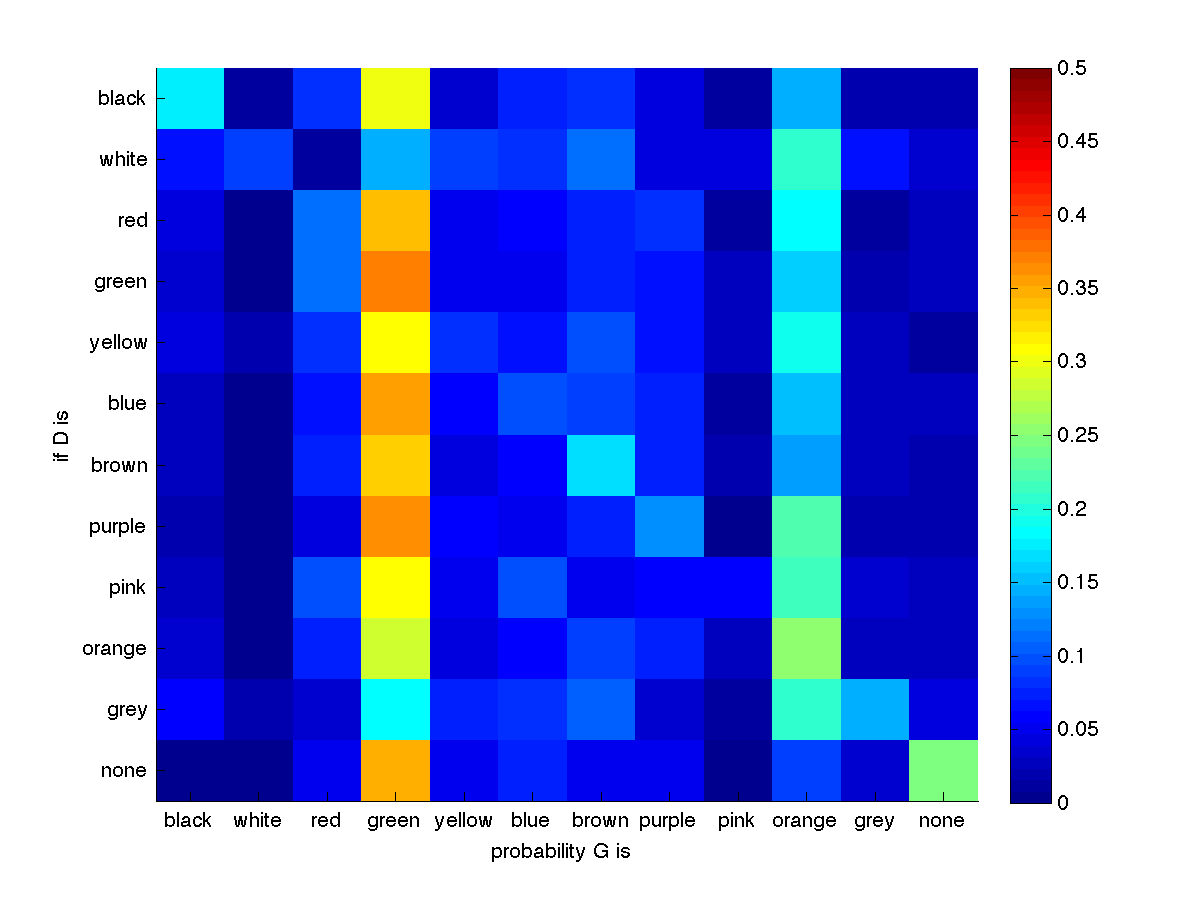 black
white
red
green
yellow
blue
brown
purple
pink
orange
grey
none
if D is
black white red green yellow blue brown purple pink orange grey none
probability G is
0.5
0.45
0.4
0.35
0.3
0.25
0.2
0.15
0.1
0.05
0